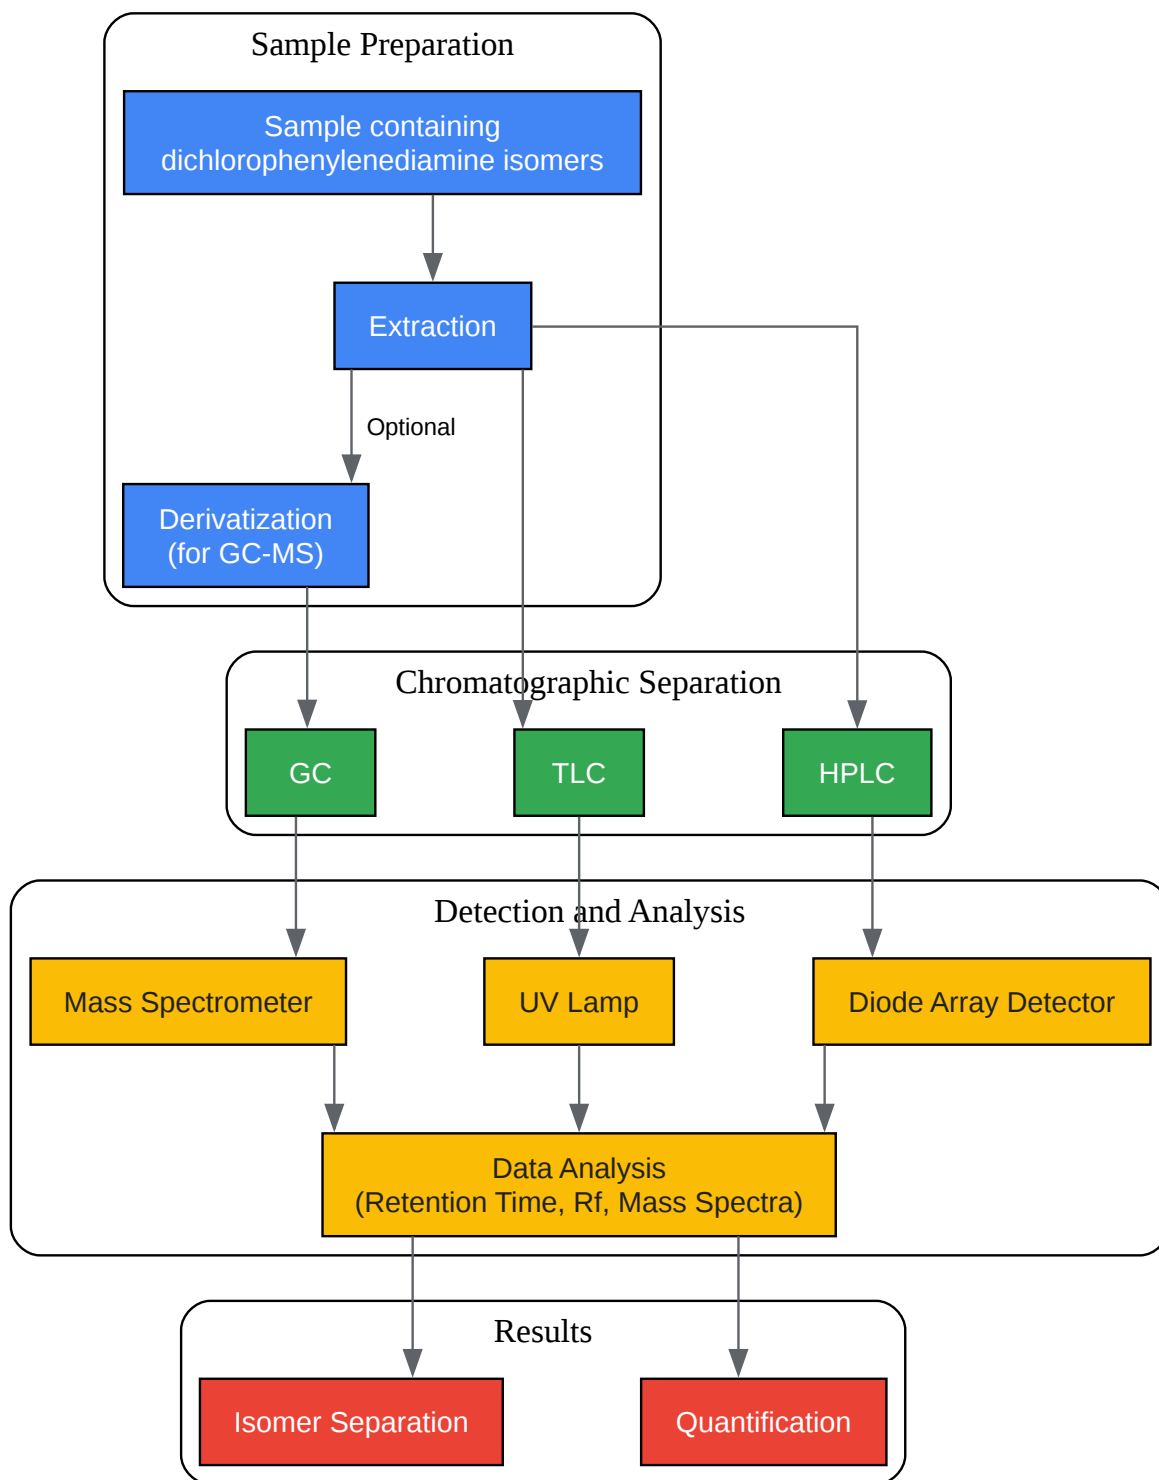 Sample Preparation
Sample containing
dichlorophenylenediamine isomers
Extraction
Optional
Derivatization
(for GC-MS)
Chromatographic Separation
GC
TLC
HPLC
Detection and Analysis
Mass Spectrometer
UV Lamp
Diode Array Detector
Data Analysis
(Retention Time, Rf, Mass Spectra)
Results
Isomer Separation
Quantification